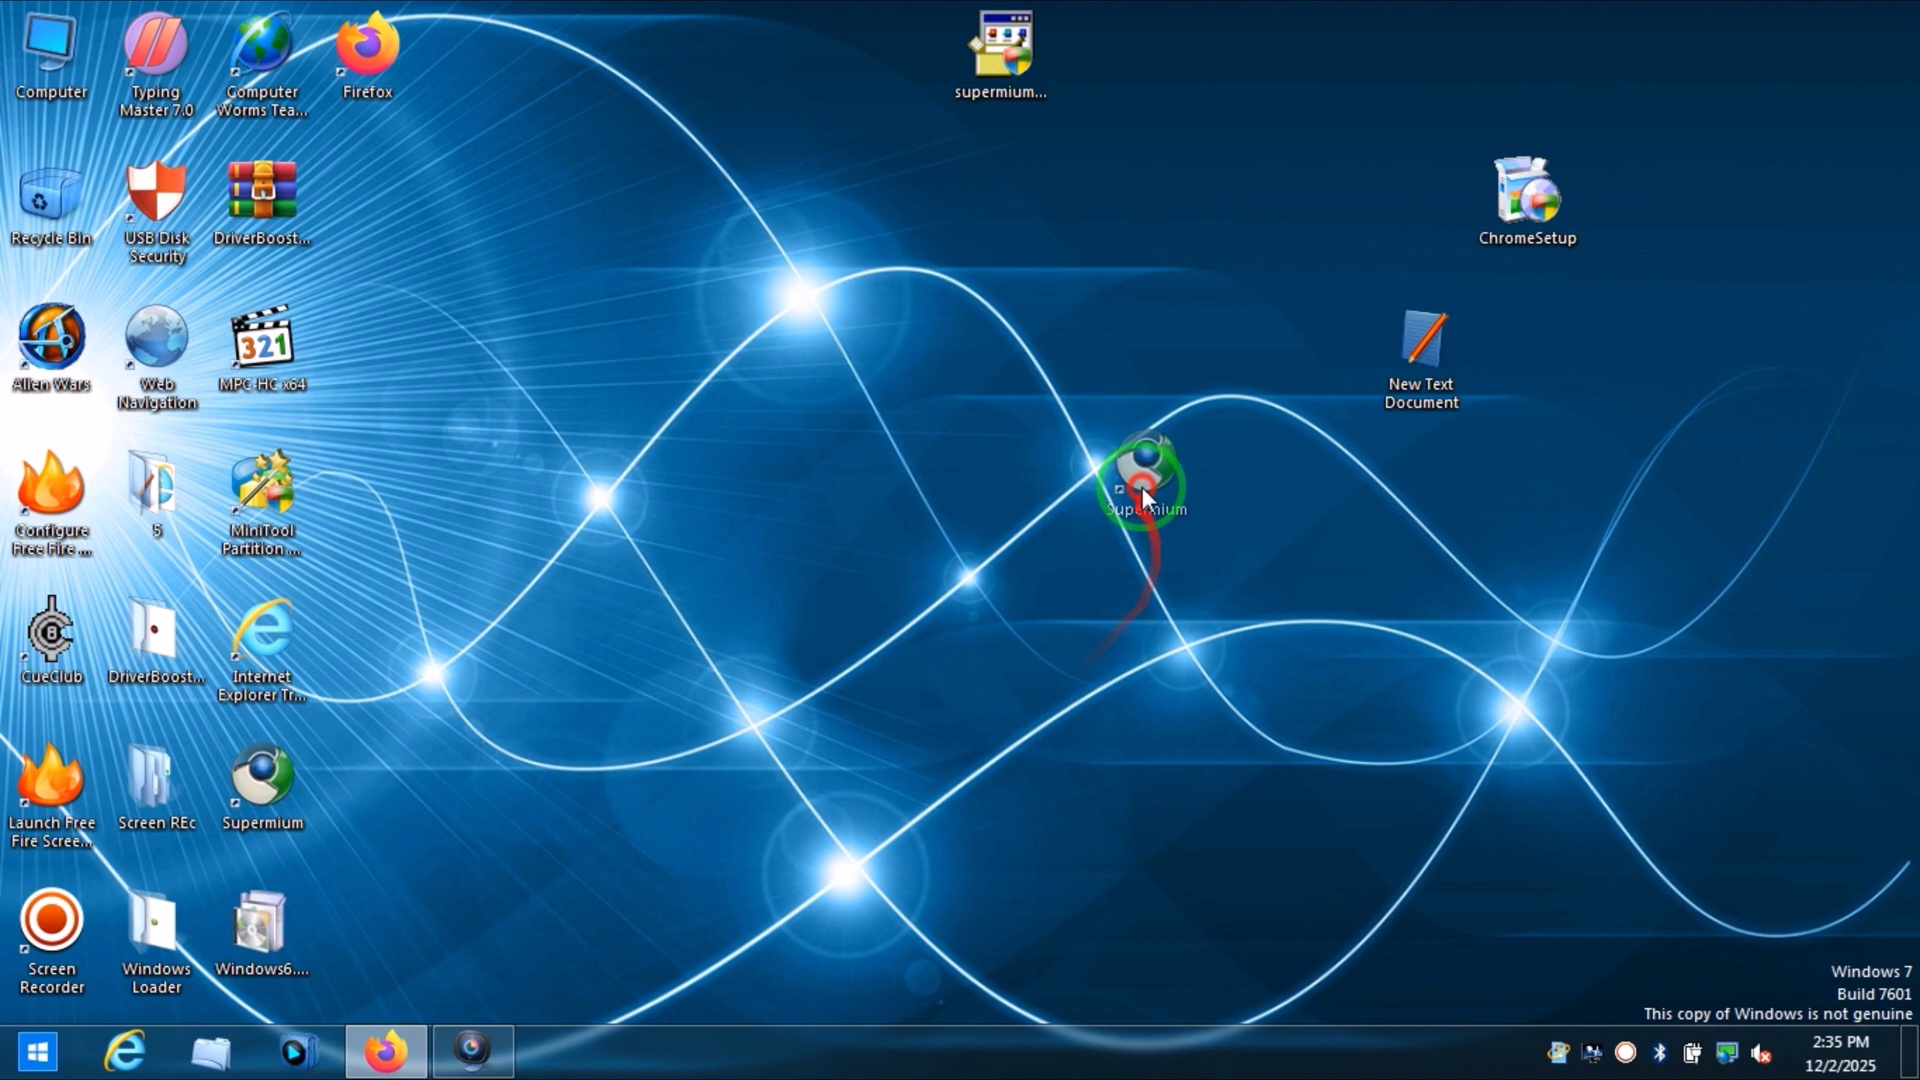 Computer
Typing
Master 7.0
Computer
Worms Tea...
Firefox
supermium...
Recycle Bin
USB Disk
Security
DriverBoost...
ChromeSetup
Alien Wars
Web
Navigation
321
MPC-HC x64
New Text
Document
Configure
Free Fire ...
5
MiniTool
Partition ...
Supermium
8
CueClub
DriverBoost...
Internet
Explorer Tr...
Launch Free
Fire Scree...
Screen REc
Supermium
Screen
Recorder
Windows
Loader
Windows6....
Windows 7
Build 7601
This copy of Windows is not genuine
2:35 PM
12/2/2025